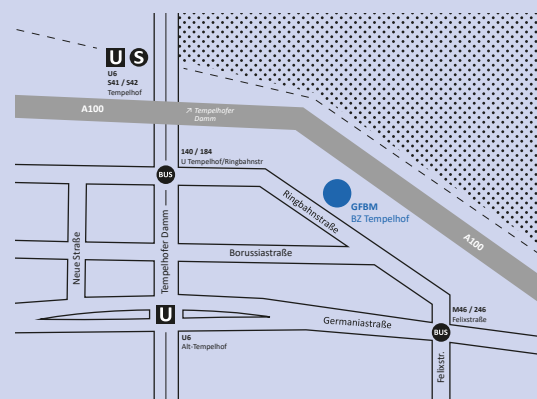 U S
U6
S41 / S42
Tempelhof
A100
↗ Tempelhofer
Damm
140 / 184
U Tempelhof/Ringbahnstr
BUS
Ringbahnstraße
GFBM
BZ Tempelhof
A100
Neue Straße
Tempelhofer Damm
Borussiastraße
U
U6
Alt-Tempelhof
Germaniastraße
M46 / 246
Felixstraße
BUS
Felixstr.